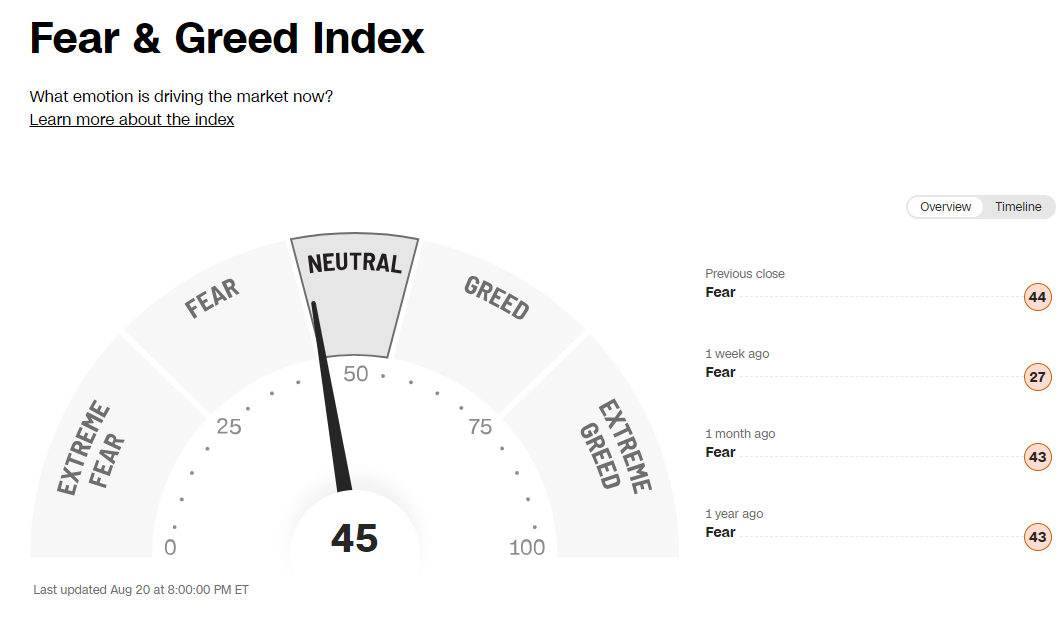 Fear & Greed Index
What emotion is driving the market now?
Learn more about the index
Overview Timeline
EXTREME
FEAR
FEAR
NEUTRAL
GREED
EXTREME
GREED
0
25
50
75
100
45
Last updated Aug 20 at 8:00:00 PM ET
Previous close
Fear 44
1 week ago
Fear 27
1 month ago
Fear 43
1 year ago
Fear 43